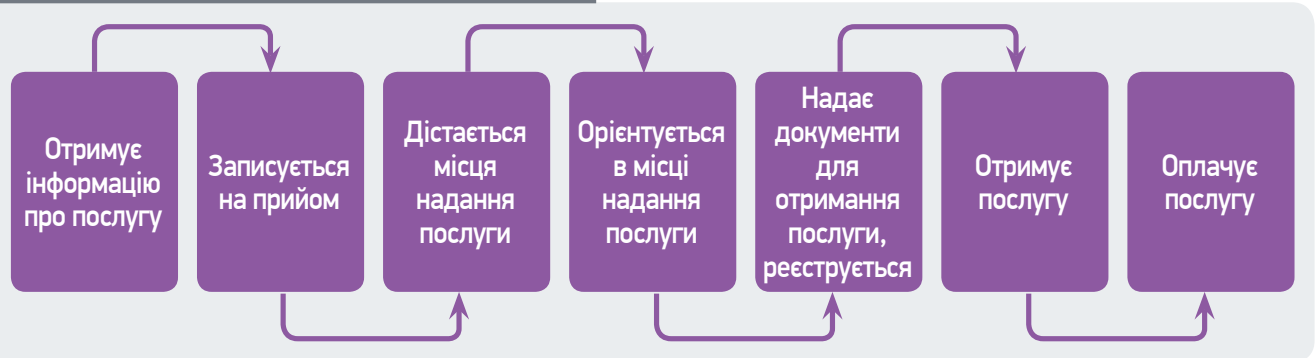 Отримує
інформацію
про послугу
Записується
на прийом
Дістається
місця
надання
послуги
Орієнтується
в місці
надання
послуги
Надає
документи
для
отримання
послуги,
реєструється
Отримує
послугу
Оплачує
послугу